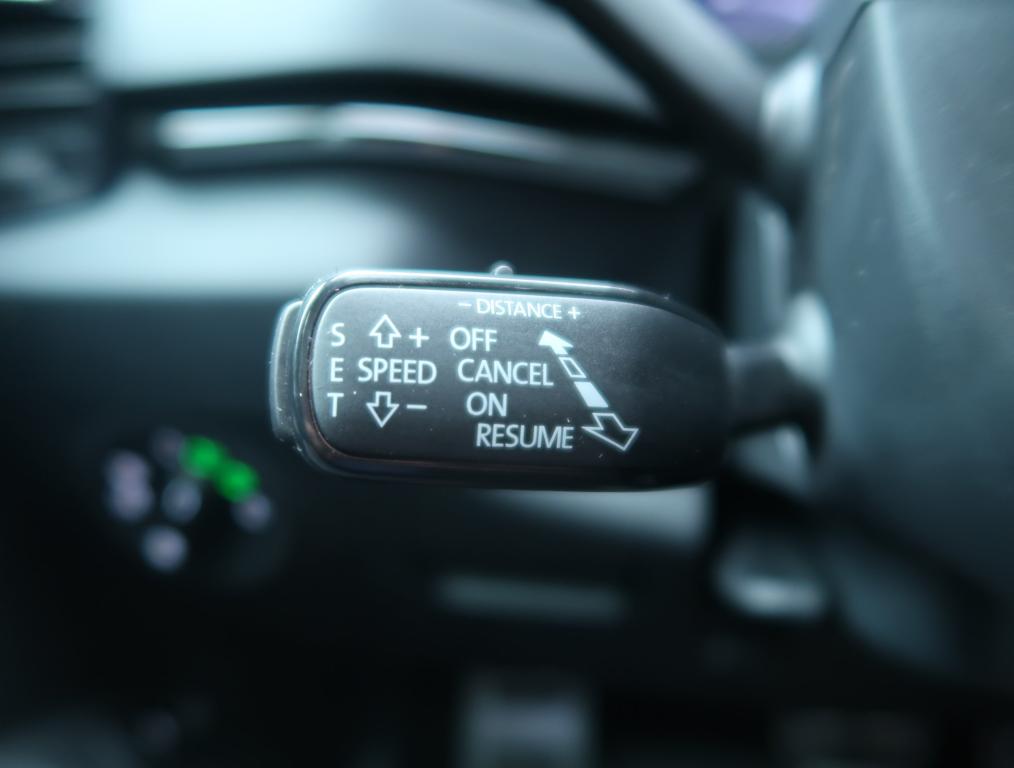 − DISTANCE +
S + OFF
E SPEED CANCEL
T − ON
RESUME